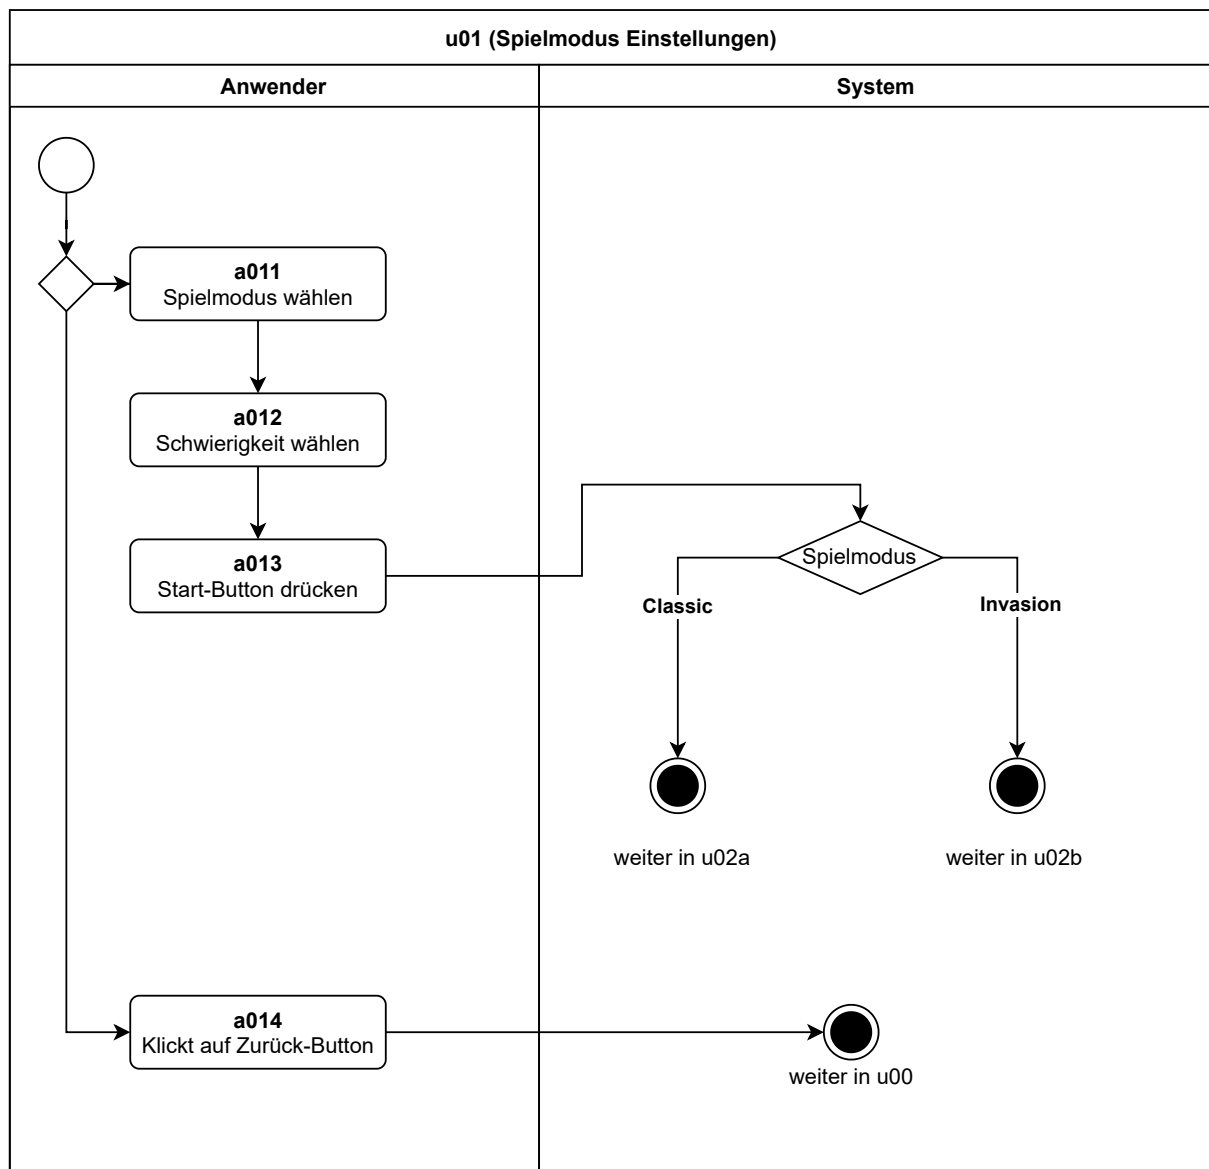 u01 (Spielmodus Einstellungen)
Anwender
System
a011
Spielmodus wählen
a012
Schwierigkeit wählen
a013
Start-Button drücken
Spielmodus
Classic
Invasion
weiter in u02a
weiter in u02b
a014
Klickt auf Zurück-Button
weiter in u00